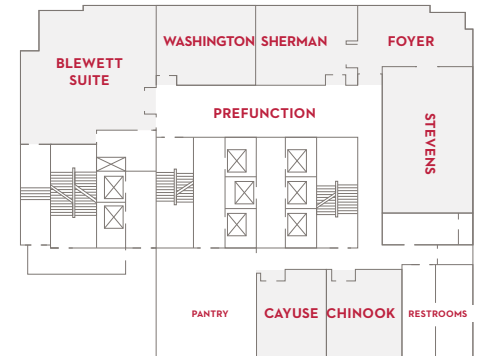 WASHINGTON SHERMAN FOYER
BLEWETT
SUITE
PREFUNCTION
STEVENS
PANTRY CAYUSE CHINOOK RESTROOMS